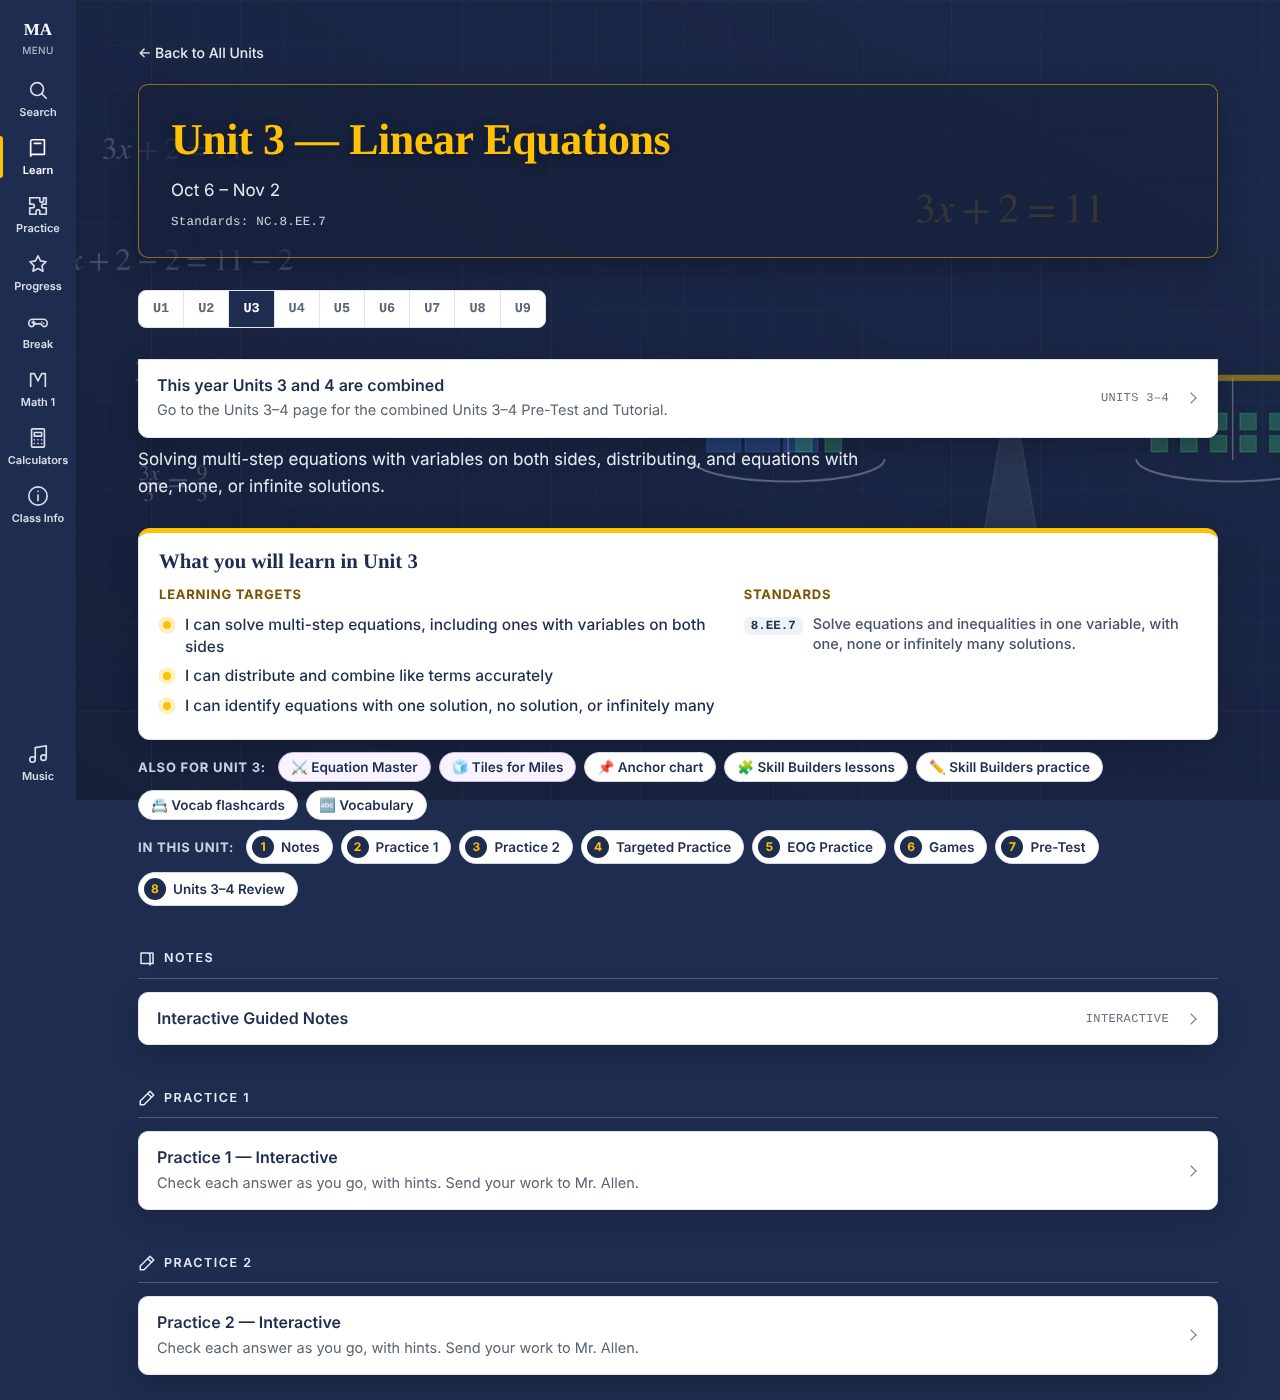 MA
MENU
Search
Learn
Practice
Progress
Break
Math 1
Calculators
Class Info
Music
← Back to All Units
Unit 3 — Linear Equations
Oct 6 – Nov 2
Standards: NC.8.EE.7
3x + 2 = 11
3x + 2
x + 2 − 2 = 11 − 2
U1 U2 U3 U4 U5 U6 U7 U8 U9
This year Units 3 and 4 are combined
Go to the Units 3–4 page for the combined Units 3–4 Pre-Test and Tutorial.
UNITS 3–4
Solving multi-step equations with variables on both sides, distributing, and equations with
one, none, or infinite solutions.
3x/3 = 9/3
What you will learn in Unit 3
LEARNING TARGETS
I can solve multi-step equations, including ones with variables on both
sides
I can distribute and combine like terms accurately
I can identify equations with one solution, no solution, or infinitely many
STANDARDS
8.EE.7 Solve equations and inequalities in one variable, with
one, none or infinitely many solutions.
ALSO FOR UNIT 3: ⚔️ Equation Master 🧊 Tiles for Miles 📌 Anchor chart 🧩 Skill Builders lessons ✏️ Skill Builders practice
📇 Vocab flashcards 🔤 Vocabulary
IN THIS UNIT: 1 Notes 2 Practice 1 3 Practice 2 4 Targeted Practice 5 EOG Practice 6 Games 7 Pre-Test
8 Units 3–4 Review
NOTES
Interactive Guided Notes
INTERACTIVE
PRACTICE 1
Practice 1 — Interactive
Check each answer as you go, with hints. Send your work to Mr. Allen.
PRACTICE 2
Practice 2 — Interactive
Check each answer as you go, with hints. Send your work to Mr. Allen.